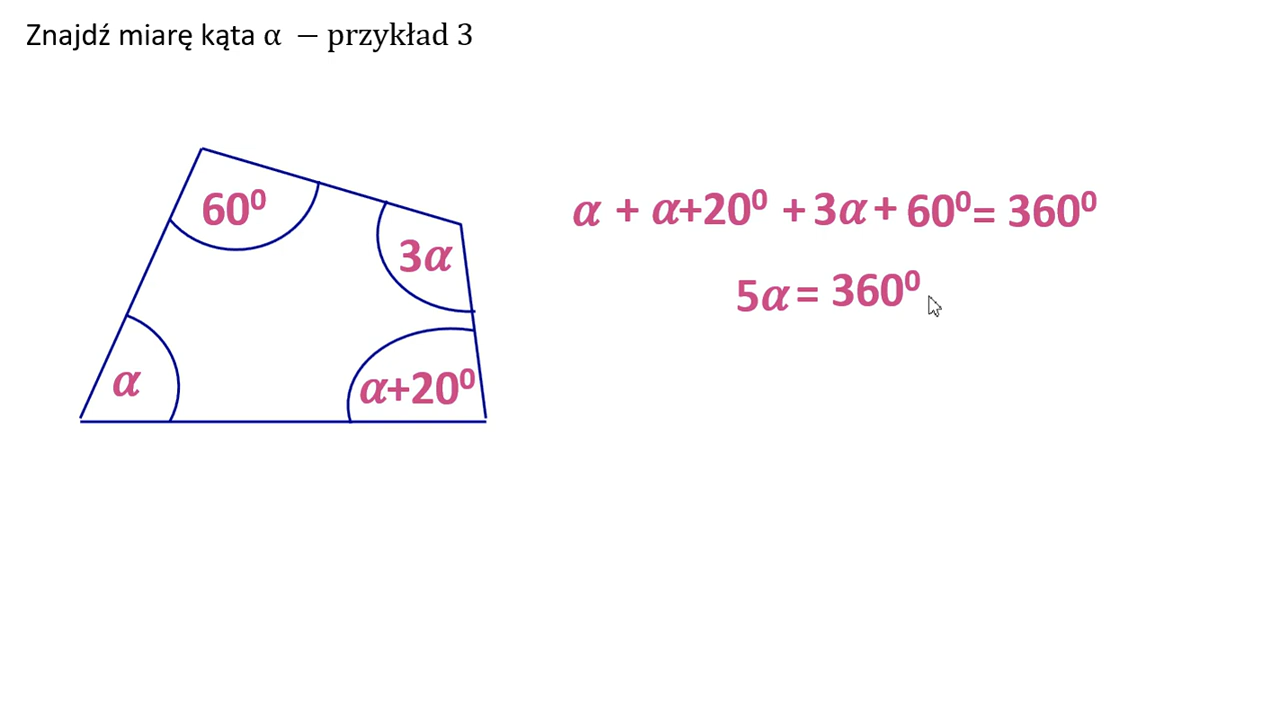 Znajdź miarę kąta α − przykład 3
60⁰
3α
α
α+20⁰
α + α+20⁰ + 3α + 60⁰ = 360⁰
5α = 360⁰